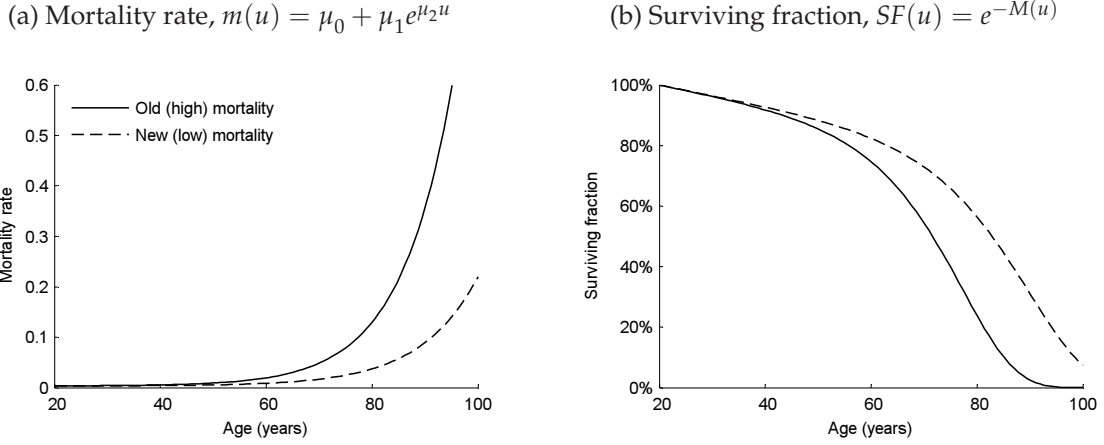 (a) Mortality rate, m(u) = μ₀ + μ₁e^{μ₂u}
0.6
0.5
0.4
0.3
0.2
0.1
0
Mortality rate
Old (high) mortality
New (low) mortality
20 40 60 80 100
Age (years)
(b) Surviving fraction, SF(u) = e^{−M(u)}
100%
80%
60%
40%
20%
0%
Surviving fraction
20 40 60 80 100
Age (years)